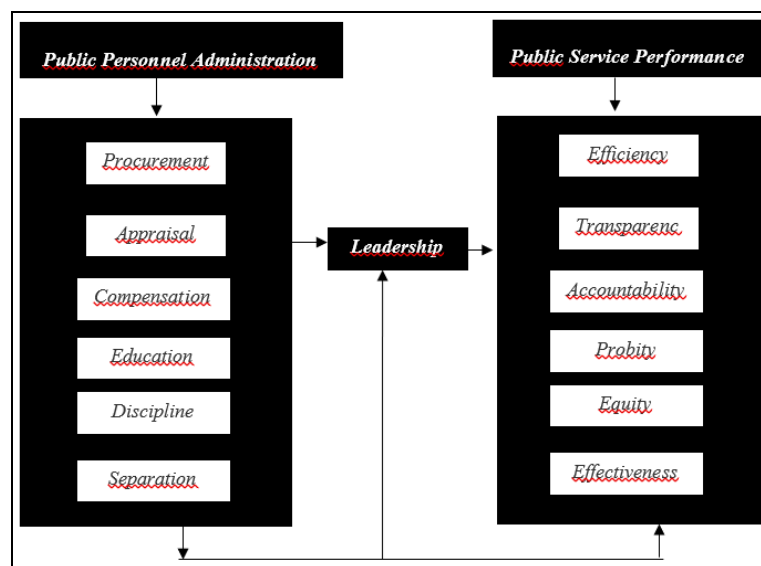 Public Personnel Administration
Public Service Performance
Procurement
Appraisal
Compensation
Education
Discipline
Separation
Leadership
Efficiency
Transparenc
Accountability
Probity
Equity
Effectiveness